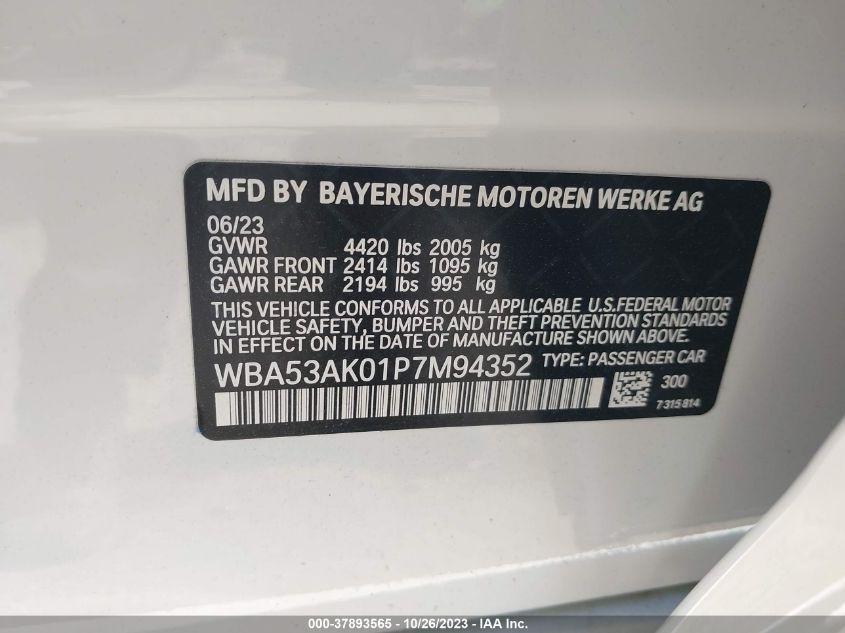 MFD BY BAYERISCHE MOTOREN WERKE AG
06/23
GVWR 4420 lbs 2005 kg
GAWR FRONT 2414 lbs 1095 kg
GAWR REAR 2194 lbs 995 kg
THIS VEHICLE CONFORMS TO ALL APPLICABLE U.S.FEDERAL MOTOR
VEHICLE SAFETY, BUMPER AND THEFT PREVENTION STANDARDS
IN EFFECT ON THE DATE OF MANUFACTURE SHOWN ABOVE.
WBA53AK01P7M94352 TYPE: PASSENGER CAR
300
7315814
000-37893565 - 10/26/2023 - IAA Inc.